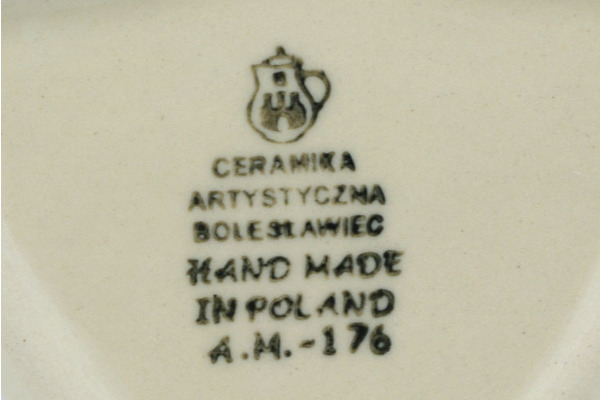 CERAMIKA
ARTYSTYCZNA
BOLESŁAWIEC
HAND MADE
IN POLAND
A.M.-176